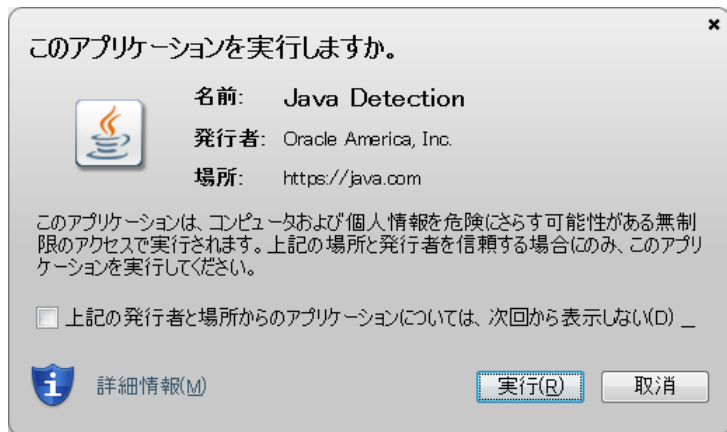 このアプリケーションを実行しますか。
名前: Java Detection
発行者: Oracle America, Inc.
場所: https://java.com
このアプリケーションは、コンピュータおよび個人情報を危険にさらす可能性がある無制
限のアクセスで実行されます。上記の場所と発行者を信頼する場合にのみ、このアプリ
ケーションを実行してください。
上記の発行者と場所からのアプリケーションについては、次回から表示しない(D) _
詳細情報(M)
実行(R)
取消